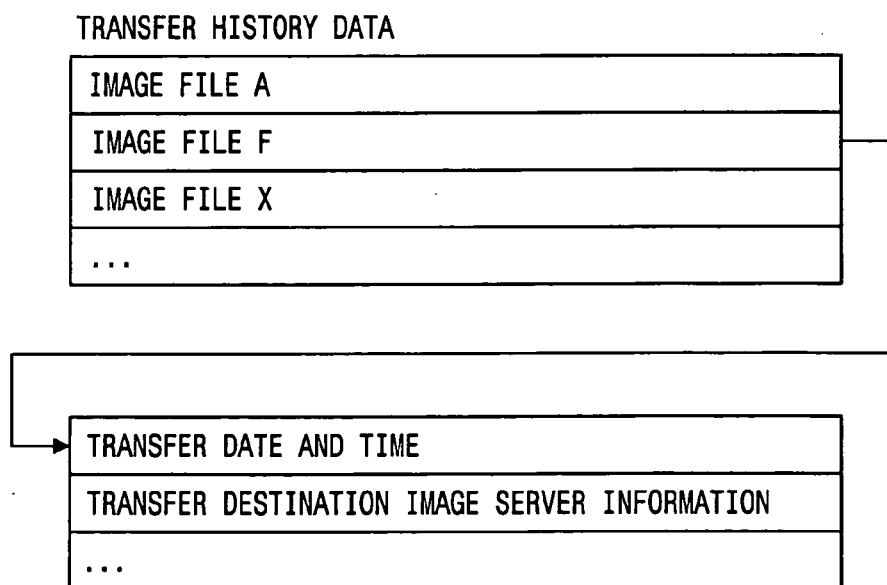 TRANSFER HISTORY DATA
IMAGE FILE A
IMAGE FILE F
IMAGE FILE X
...
TRANSFER DATE AND TIME
TRANSFER DESTINATION IMAGE SERVER INFORMATION
...